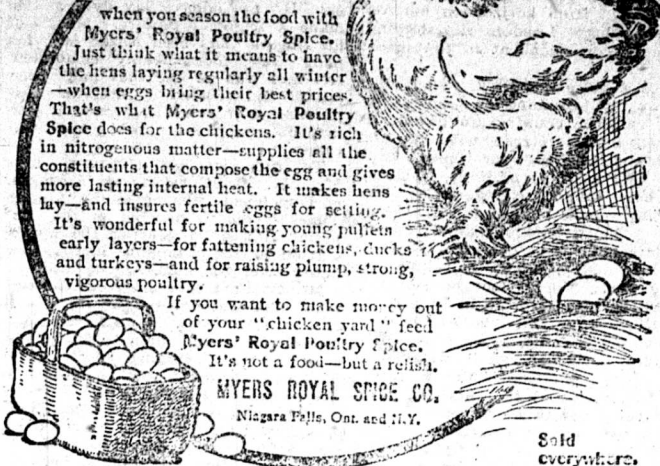 when you season the food with
Myers' Royal Poultry Spice.
Just think what it means to have
the hens laying regularly all winter
—when eggs bring their best prices.
That's what Myers' Royal Poultry
Spice does for the chickens. It's rich
in nitrogenous matter—supplies all the
constituents that compose the egg and gives
more lasting internal heat. It makes hens
lay—and insures fertile eggs for setting.
It's wonderful for making young pullets
early layers—for fattening chickens, ducks
and turkeys—and for raising plump, strong,
vigorous poultry.
If you want to make money out
of your "chicken yard" feed
Myers' Royal Poultry Spice.
It's not a food—but a relish.
MYERS ROYAL SPICE CO.
Niagara Falls, Ont. and N.Y.
Sold
everywhere.